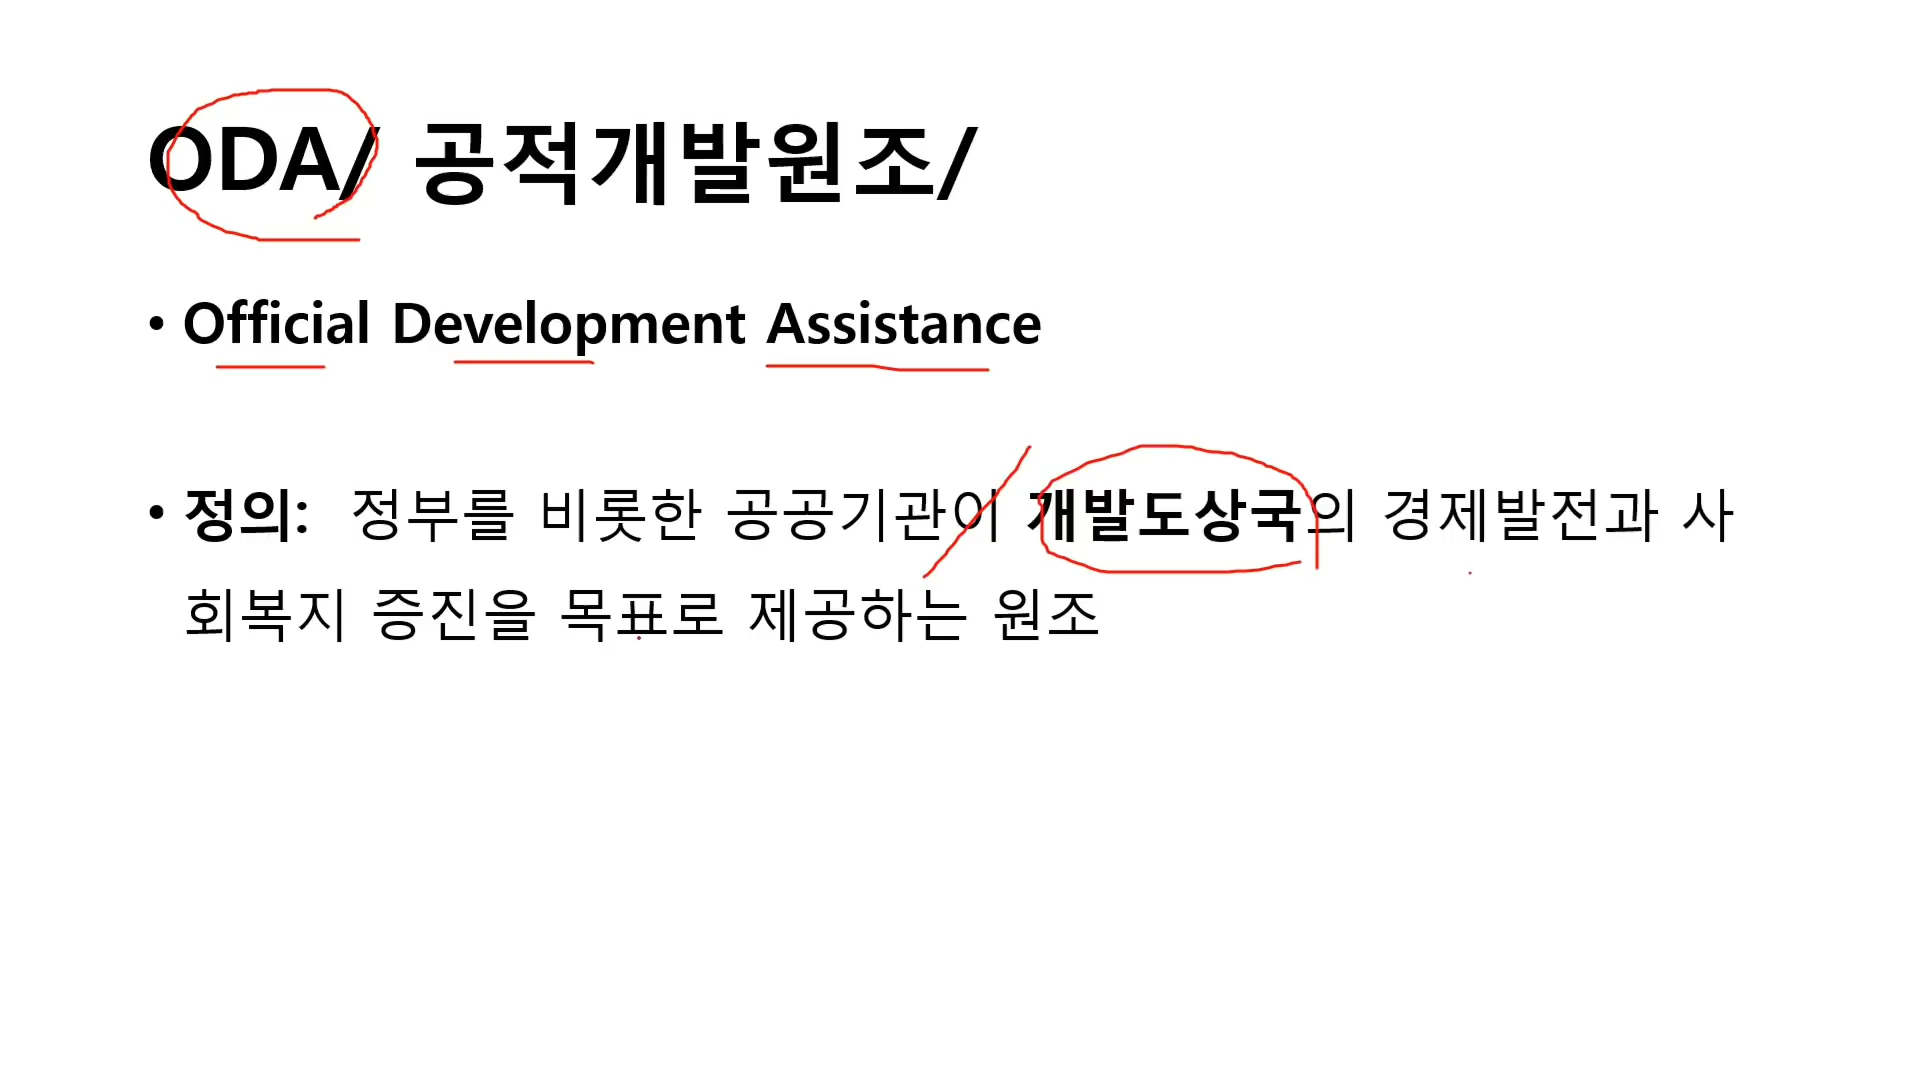 ODA/ 공적개발원조/
• Official Development Assistance
• 정의: 정부를 비롯한 공공기관이 개발도상국의 경제발전과 사
회복지 증진을 목표로 제공하는 원조